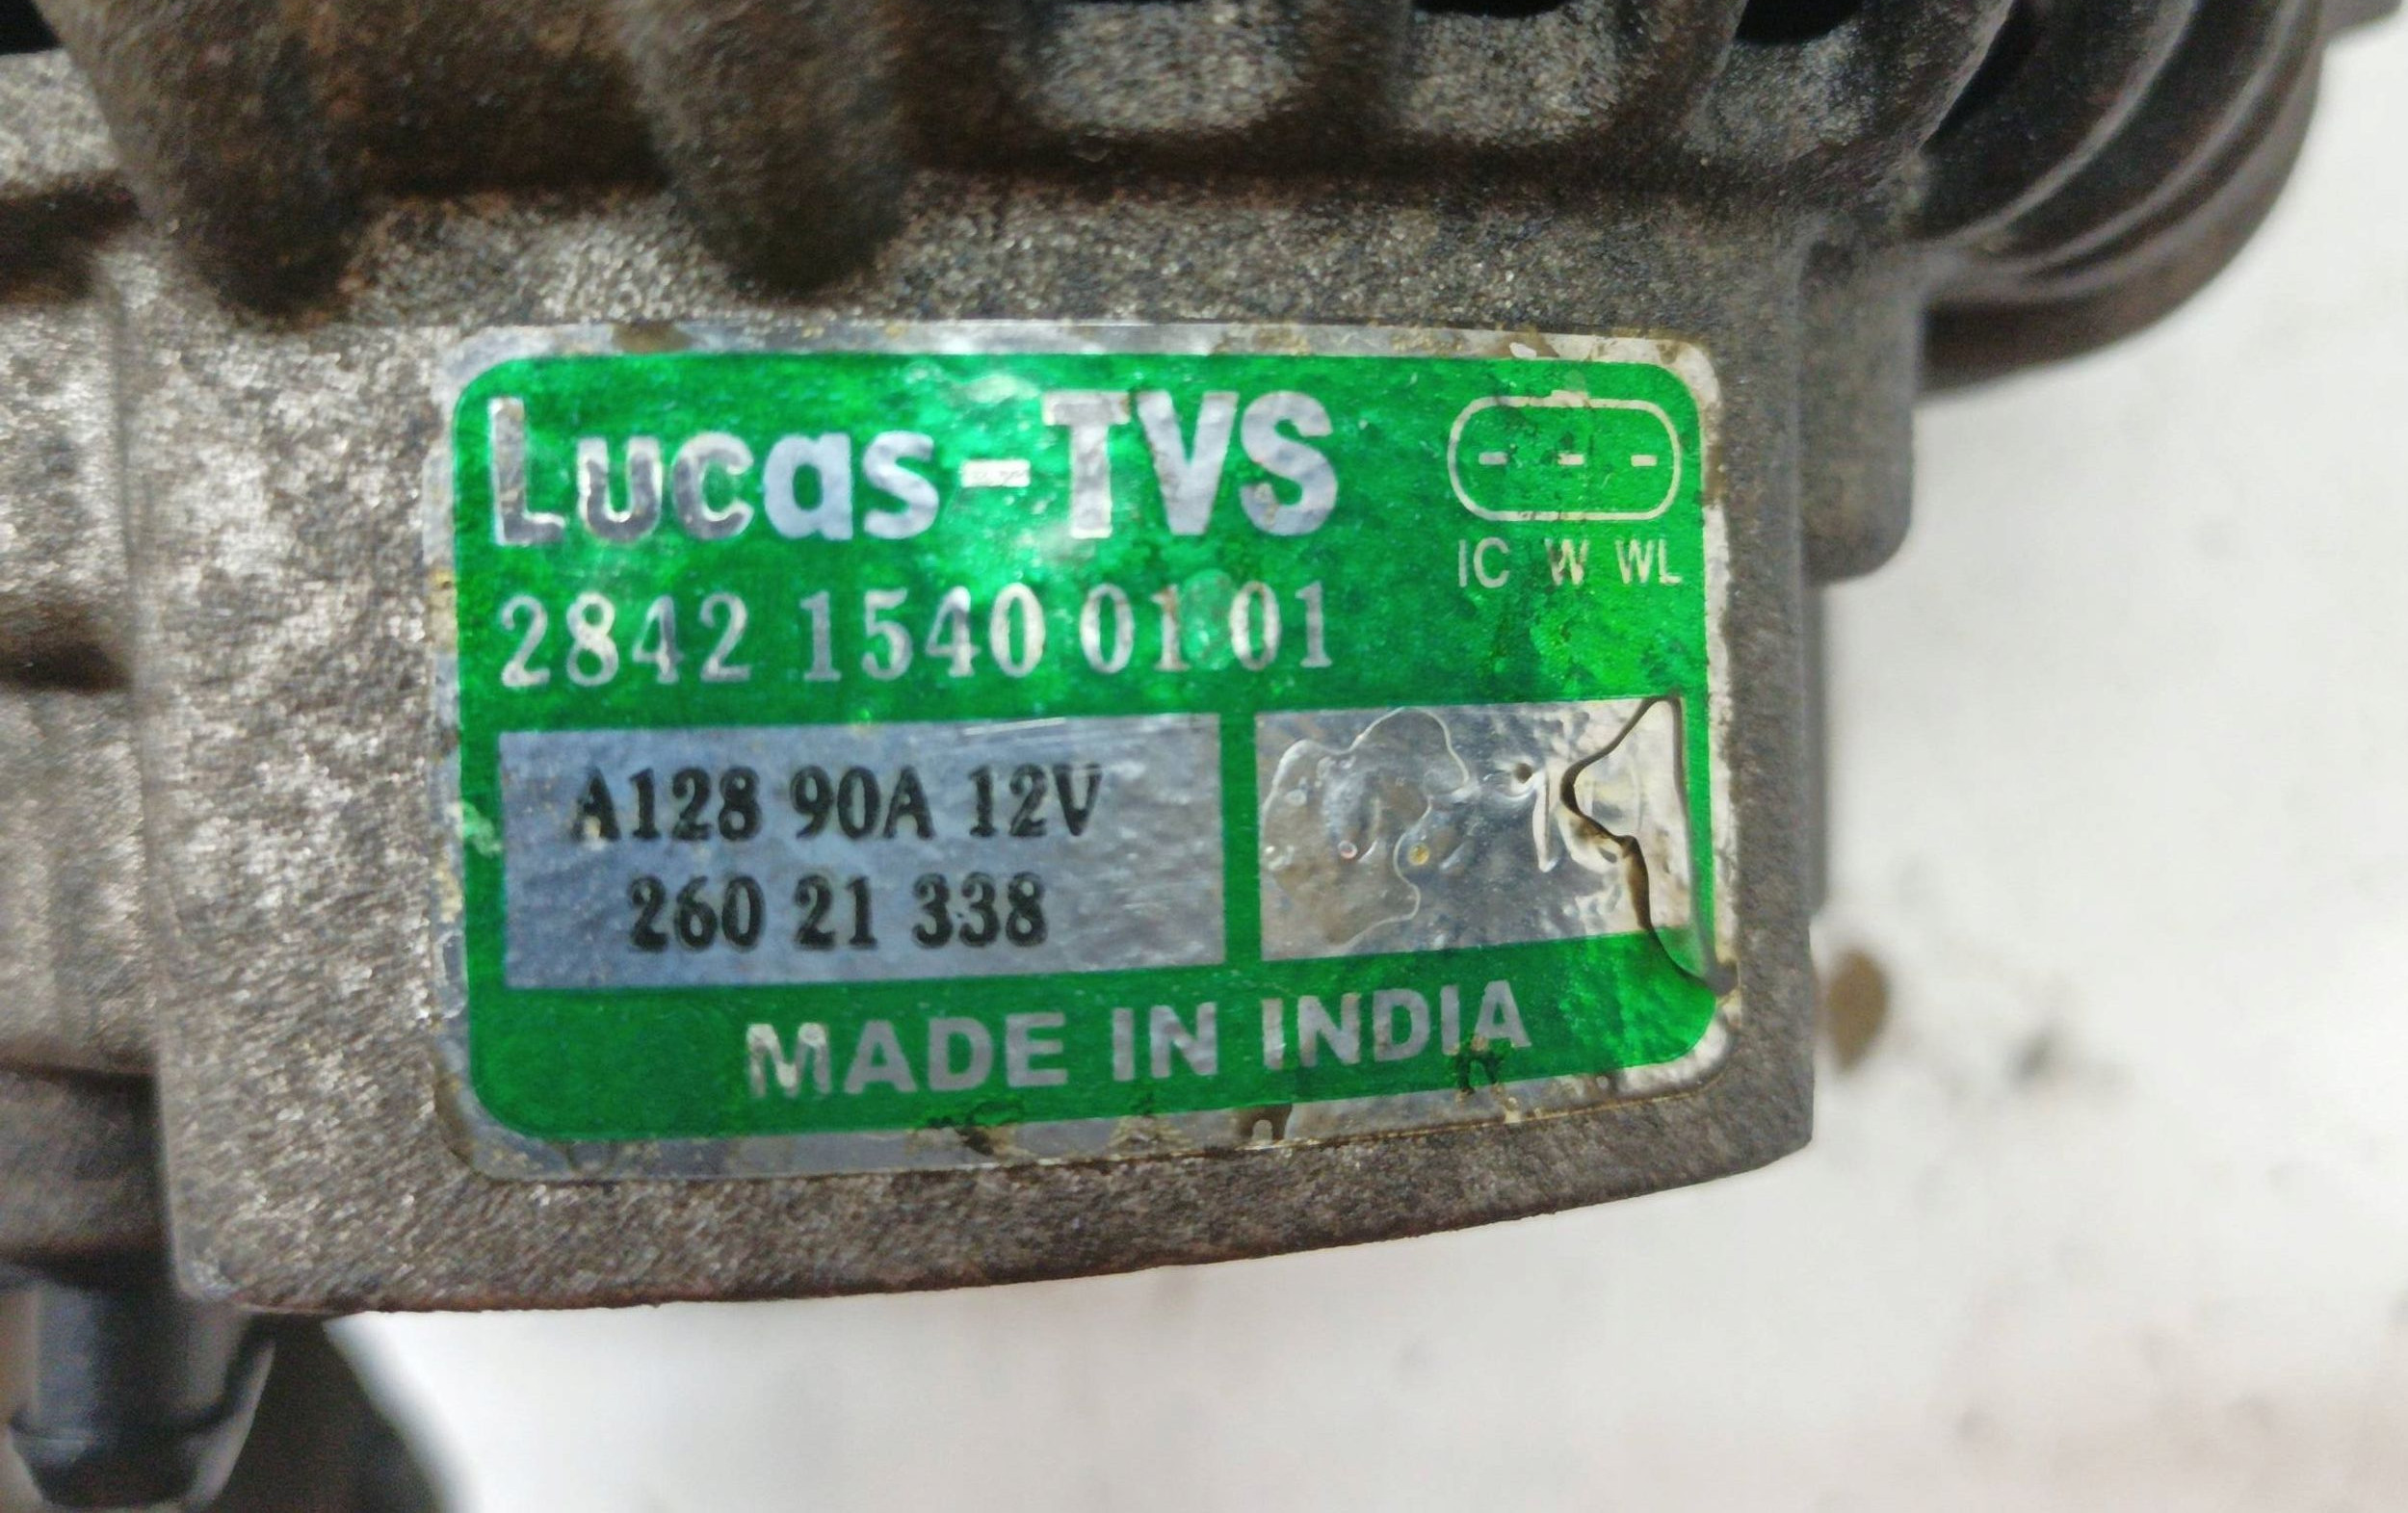 Lucas-TVS
IC W WL
2842 1540 01 01
A128 90A 12V
260 21 338
MADE IN INDIA